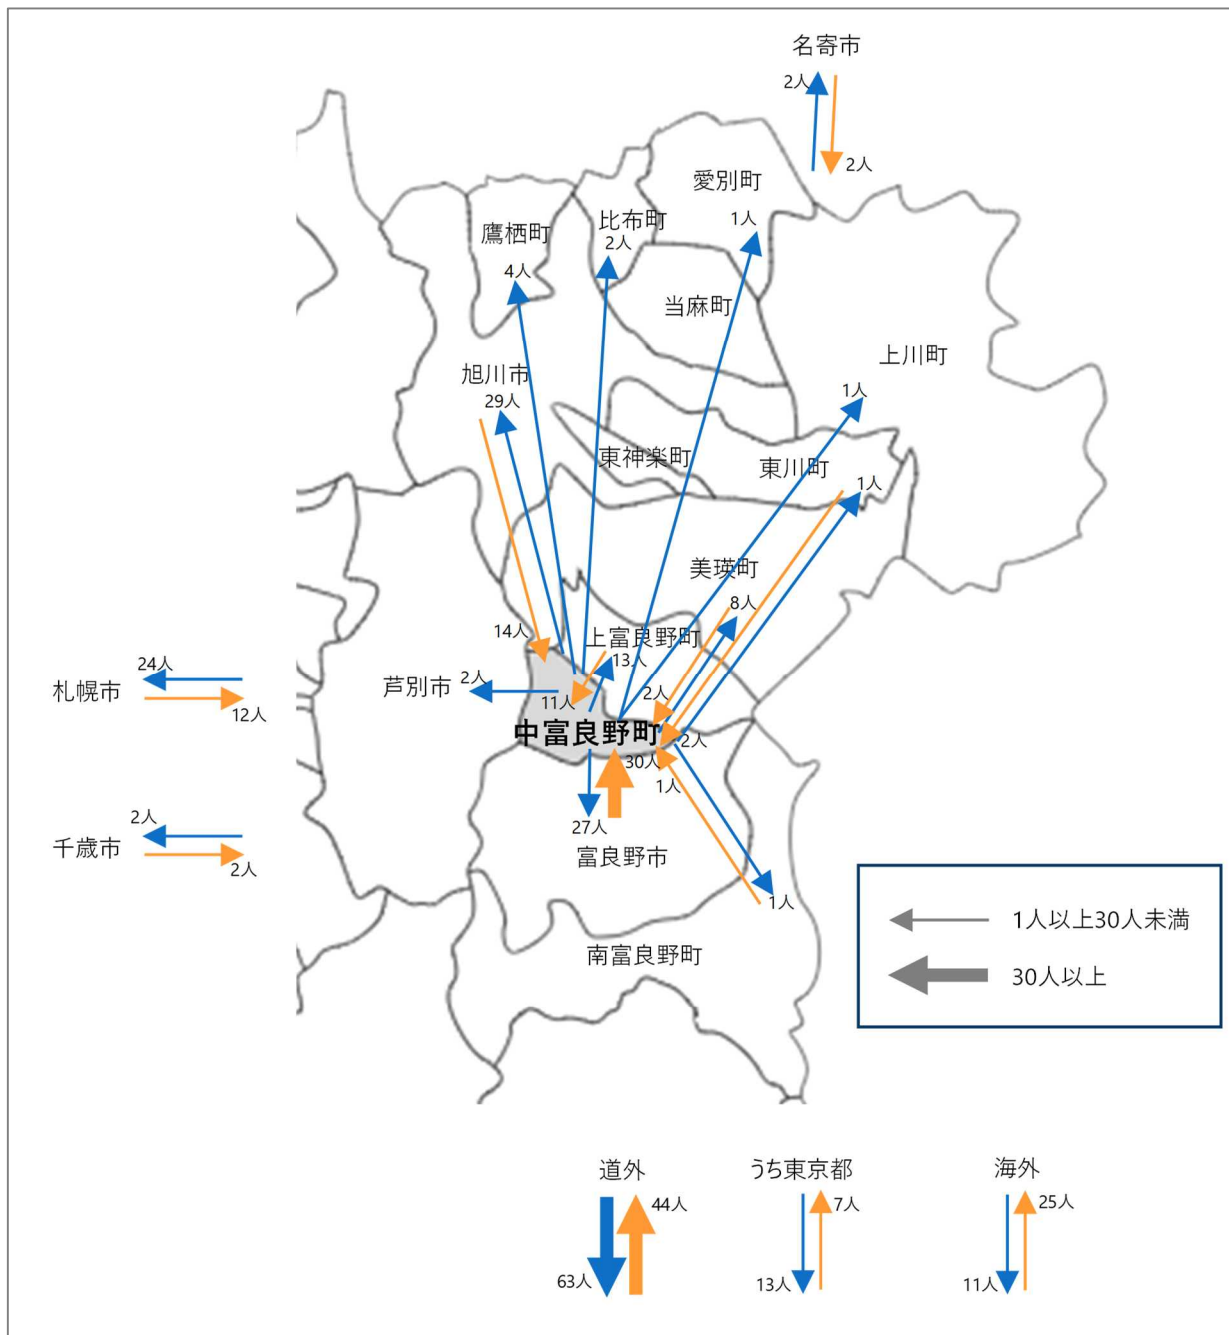 名寄市
2人
2人
愛別町
1人
比布町
2人
鷹栖町
4人
当麻町
上川町
1人
旭川市
29人
東神楽町
東川町
1人
美瑛町
8人
14人
上富良野町
13人
札幌市
24人
12人
芦別市
2人
11人
2人
中富良野町
2人
30人
1人
千歳市
2人
2人
27人
富良野市
1人
南富良野町
1人以上30人未満
30人以上
道外
44人
63人
うち東京都
7人
13人
海外
25人
11人